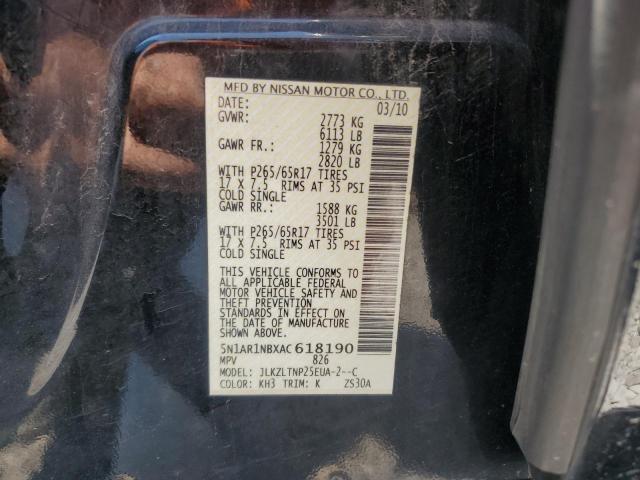 MFD BY NISSAN MOTOR CO., LTD.
DATE: 03/10
GVWR: 2773 KG
6113 LB
GAWR FR.: 1279 KG
2820 LB
WITH P265/65R17 TIRES
17 X 7.5 RIMS AT 35 PSI
COLD SINGLE
GAWR RR.: 1588 KG
3501 LB
WITH P265/65R17 TIRES
17 X 7.5 RIMS AT 35 PSI
COLD SINGLE
THIS VEHICLE CONFORMS TO
ALL APPLICABLE FEDERAL
MOTOR VEHICLE SAFETY AND
THEFT PREVENTION
STANDARDS IN EFFECT ON
THE DATE OF MANUFACTURE
SHOWN ABOVE.
5N1AR1NBXAC618190
MPV 826
MODEL: JLKZLTNP25EUA-2--C
COLOR: KH3 TRIM: K ZS30A